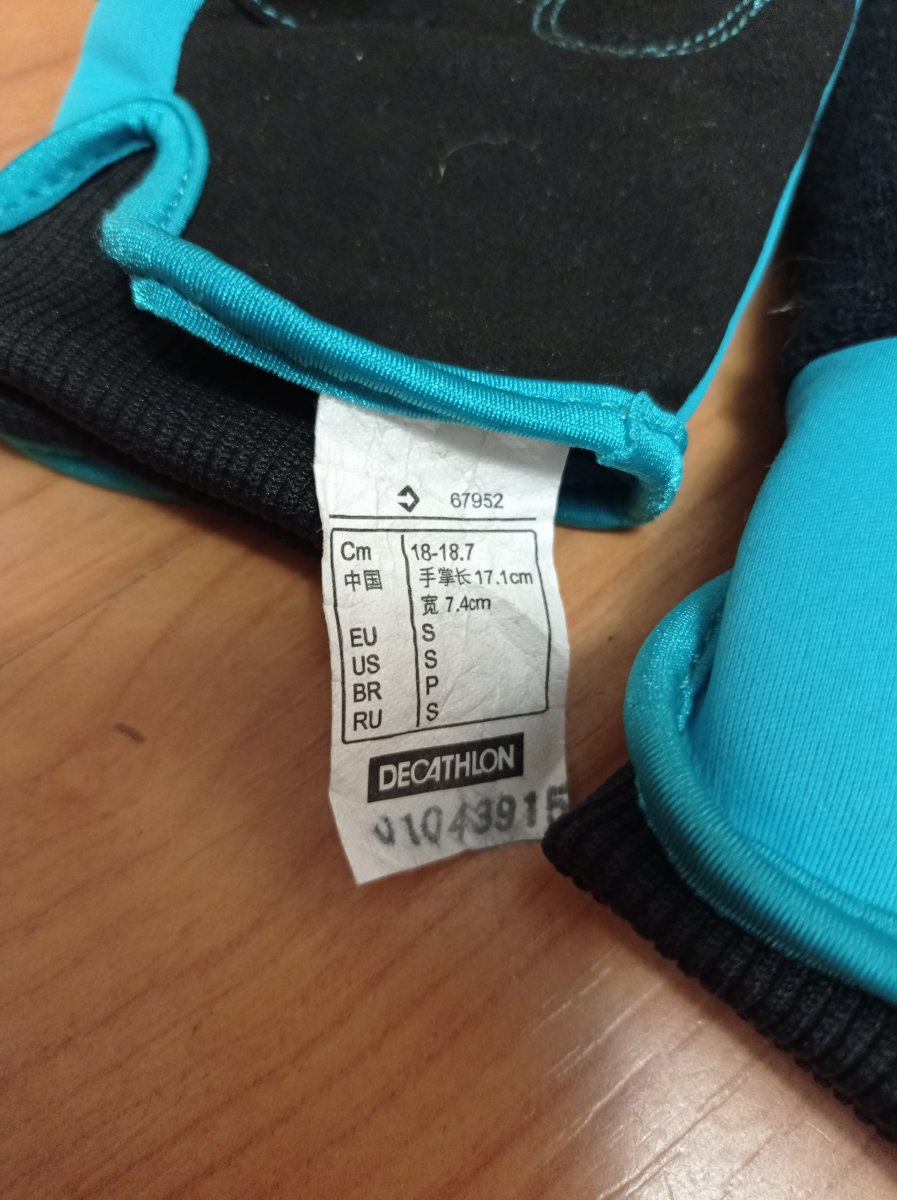 67952
Cm 18-18.7
中国 手掌长 17.1cm
宽 7.4cm
EU S
US S
BR P
RU S
DECATHLON
01043915